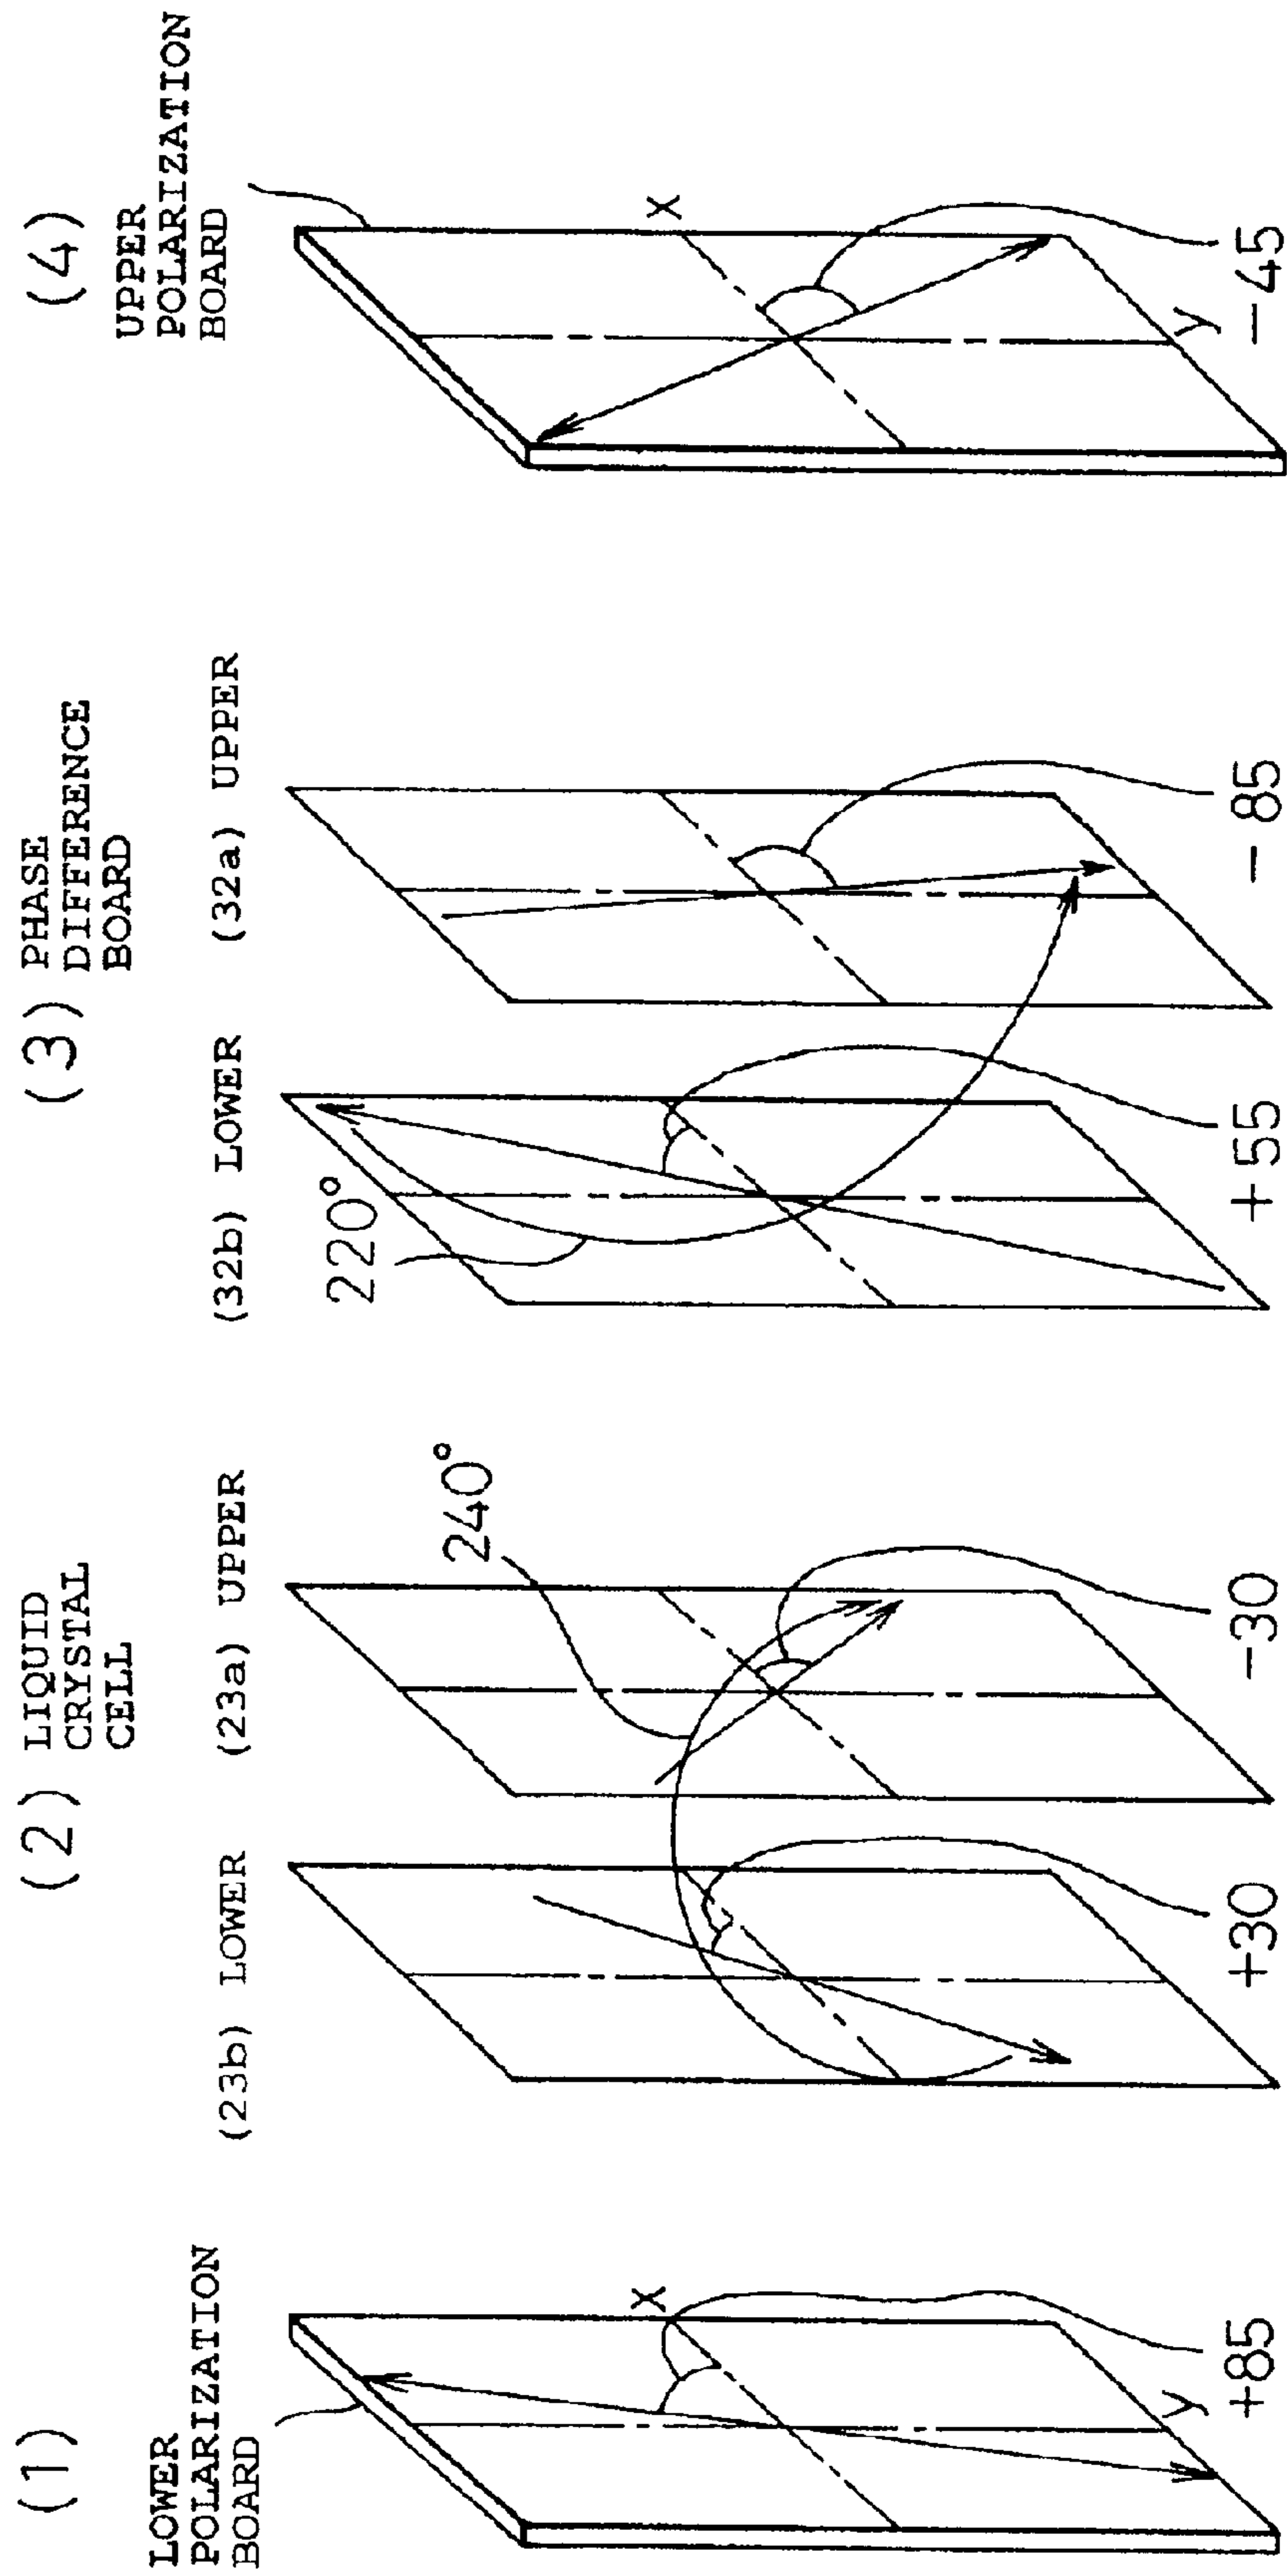 (1)
LOWER
POLARIZATION
BOARD
X
y
+85
(2) LIQUID
CRYSTAL
CELL
(23b) LOWER
(23a) UPPER
240°
+30
-30
(3) PHASE
DIFFERENCE
BOARD
(32b) LOWER
(32a) UPPER
220°
+55
-85
(4)
UPPER
POLARIZATION
BOARD
X
y
-45